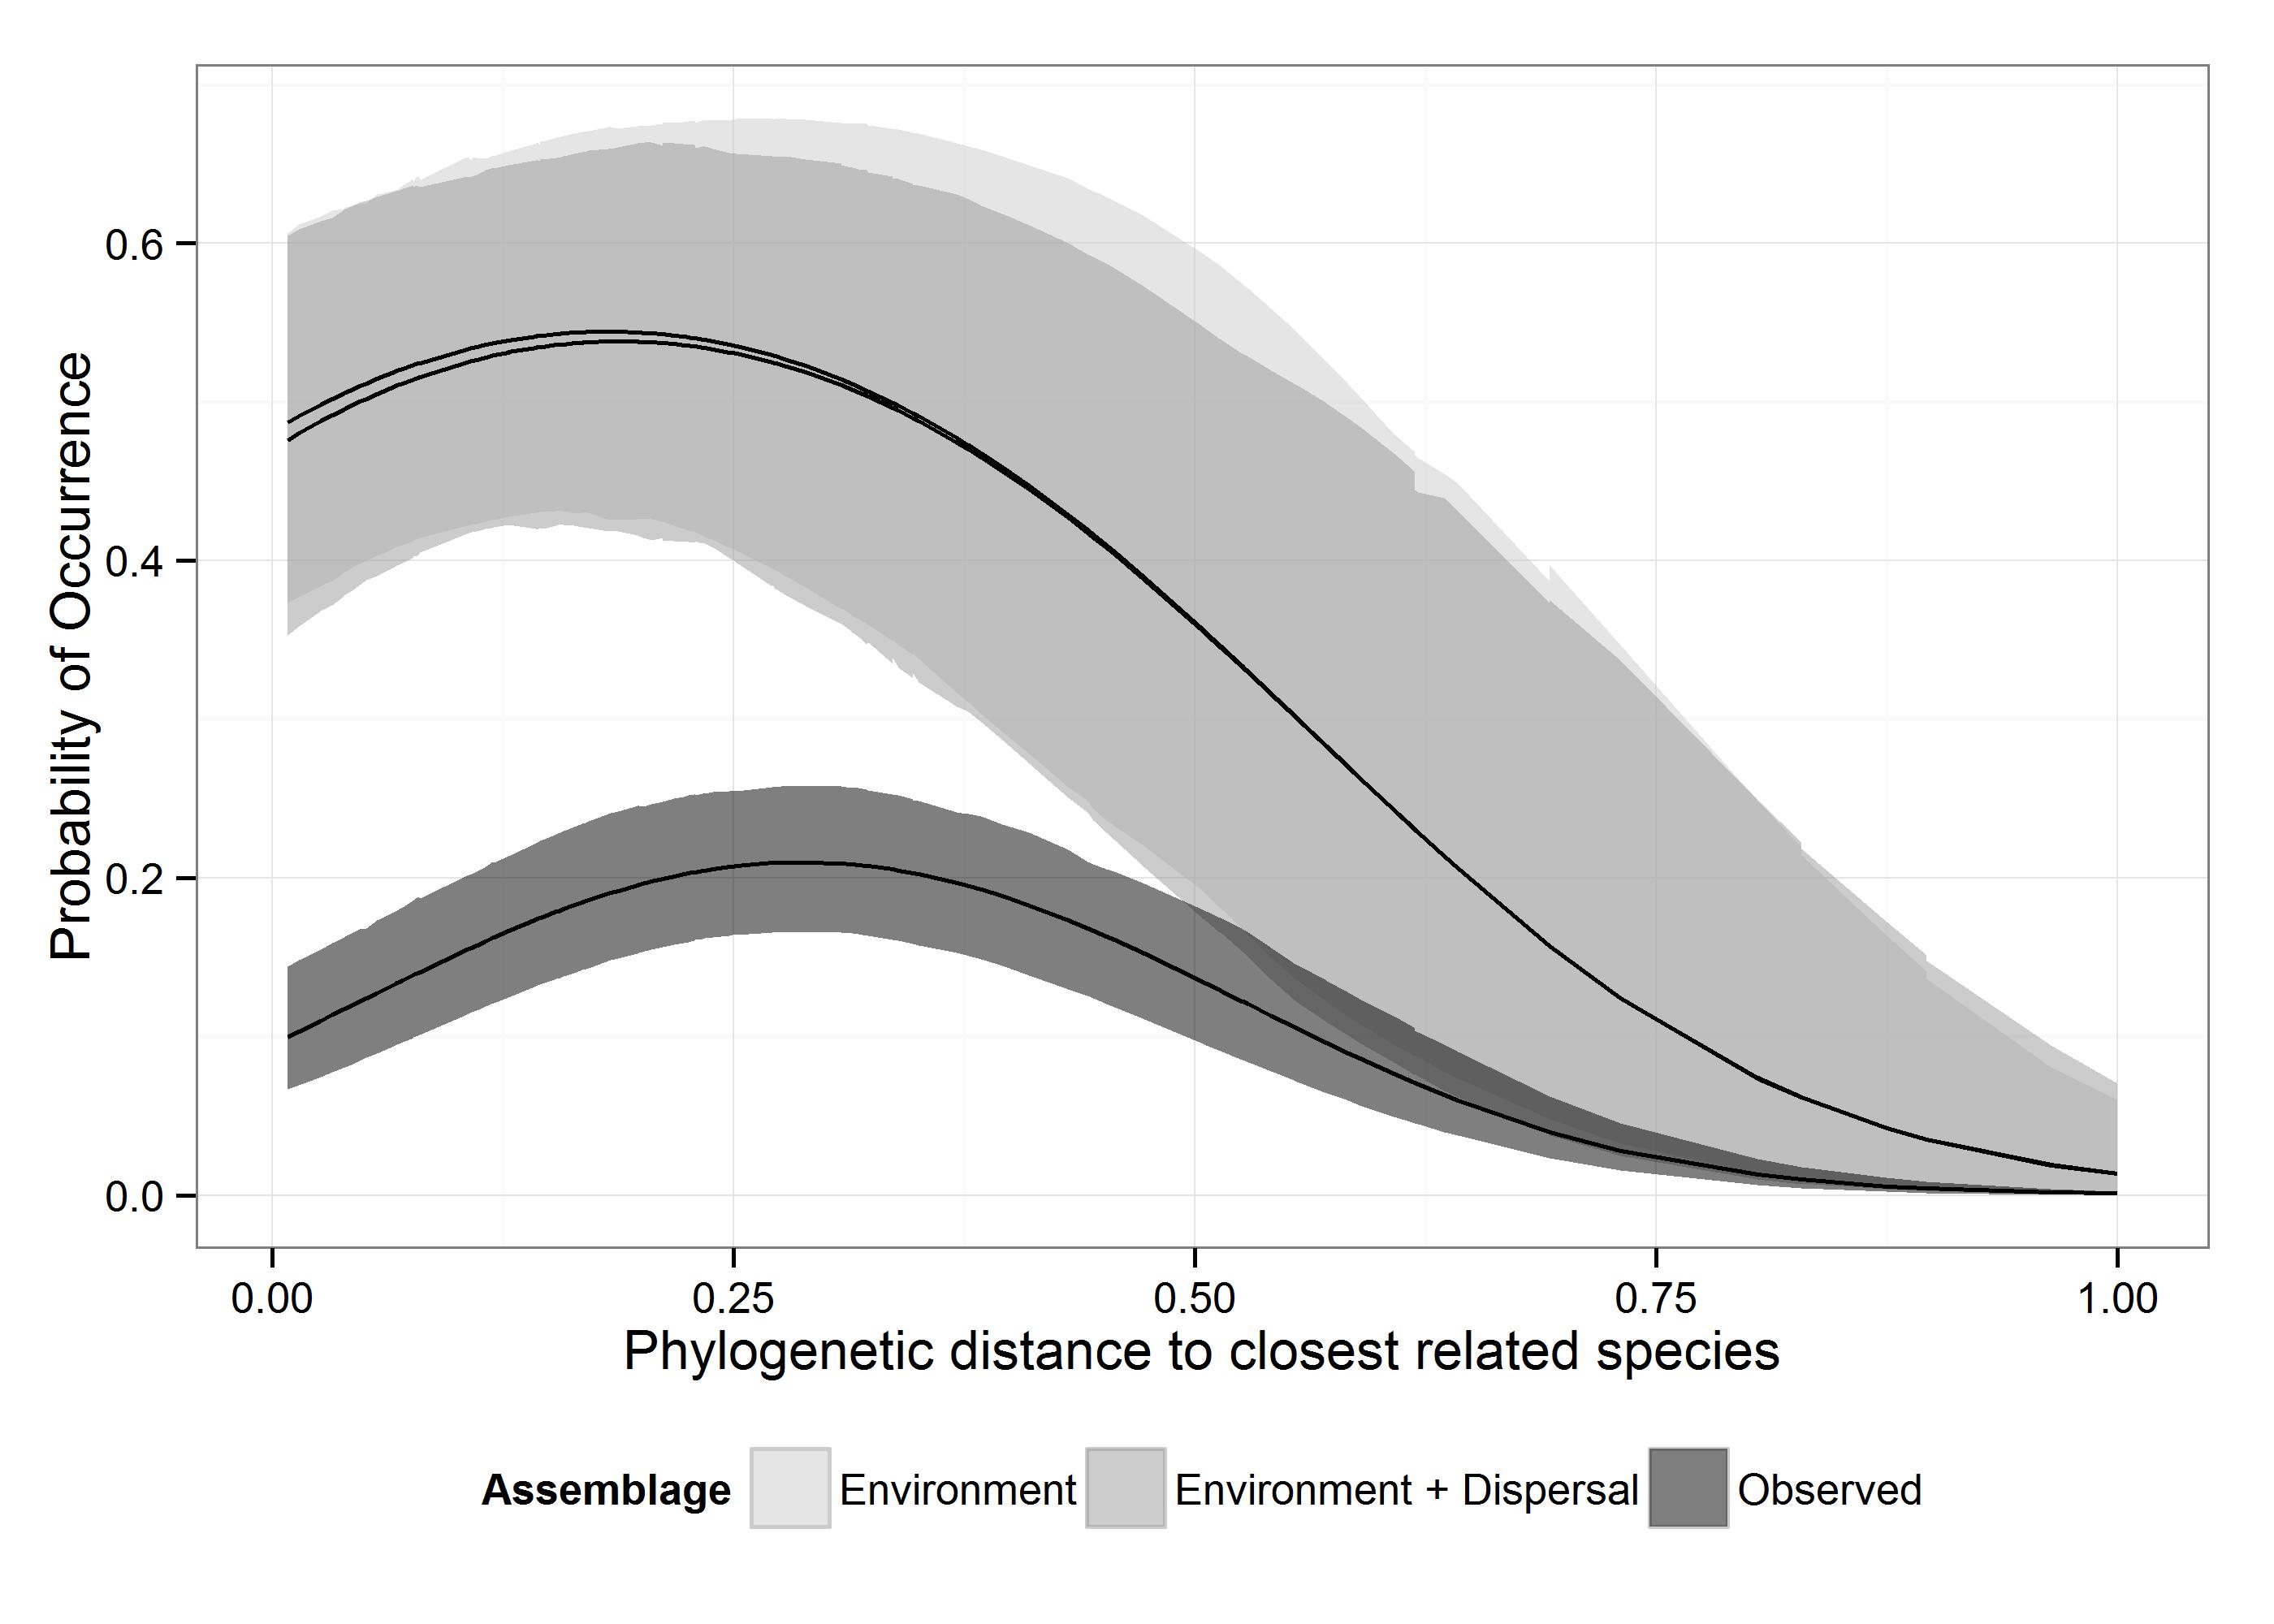 Probability of Occurrence
0.6
0.4
0.2
0.0
0.00 0.25 0.50 0.75 1.00
Phylogenetic distance to closest related species
Assemblage Environment Environment + Dispersal Observed